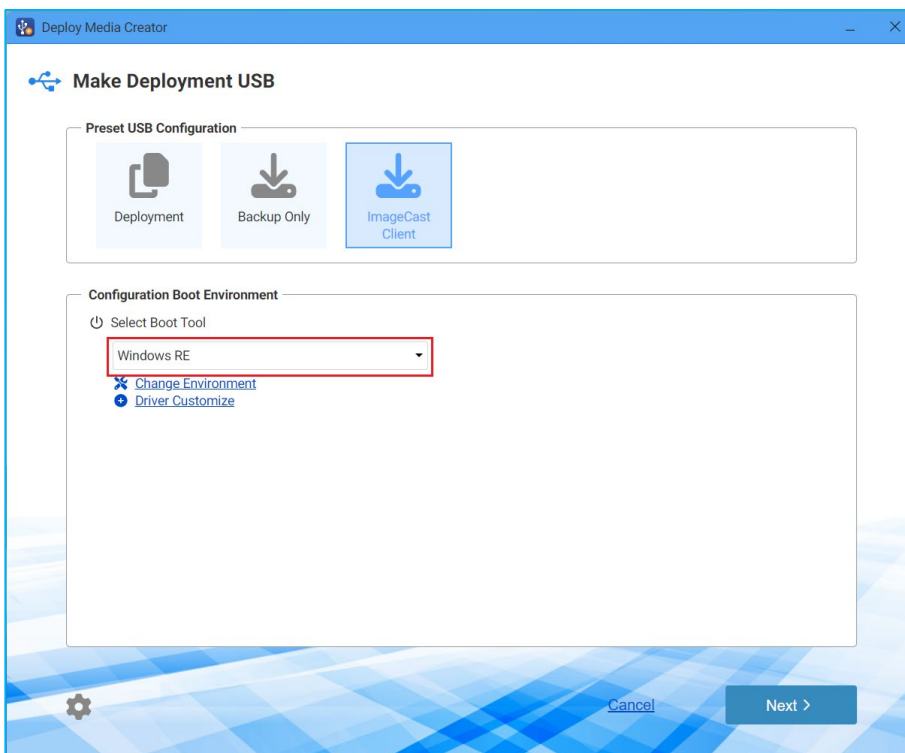 Deploy Media Creator
Make Deployment USB
Preset USB Configuration
Deployment
Backup Only
ImageCast
Client
Configuration Boot Environment
Select Boot Tool
Windows RE
Change Environment
Driver Customize
Cancel
Next >